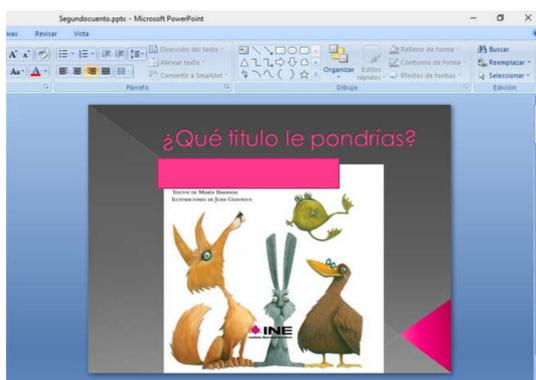 Segundocuento.pptx - Microsoft PowerPoint
Revisar Vista
Dirección del texto
Alinear texto
Convertir a SmartArt
Párrafo
Organizar
Estilos rápidos
Relleno de forma
Contorno de forma
Efectos de formas
Dibujo
Buscar
Reemplazar
Seleccionar
Edición
¿Qué titulo le pondrías?
Textos de María Baranda
INE